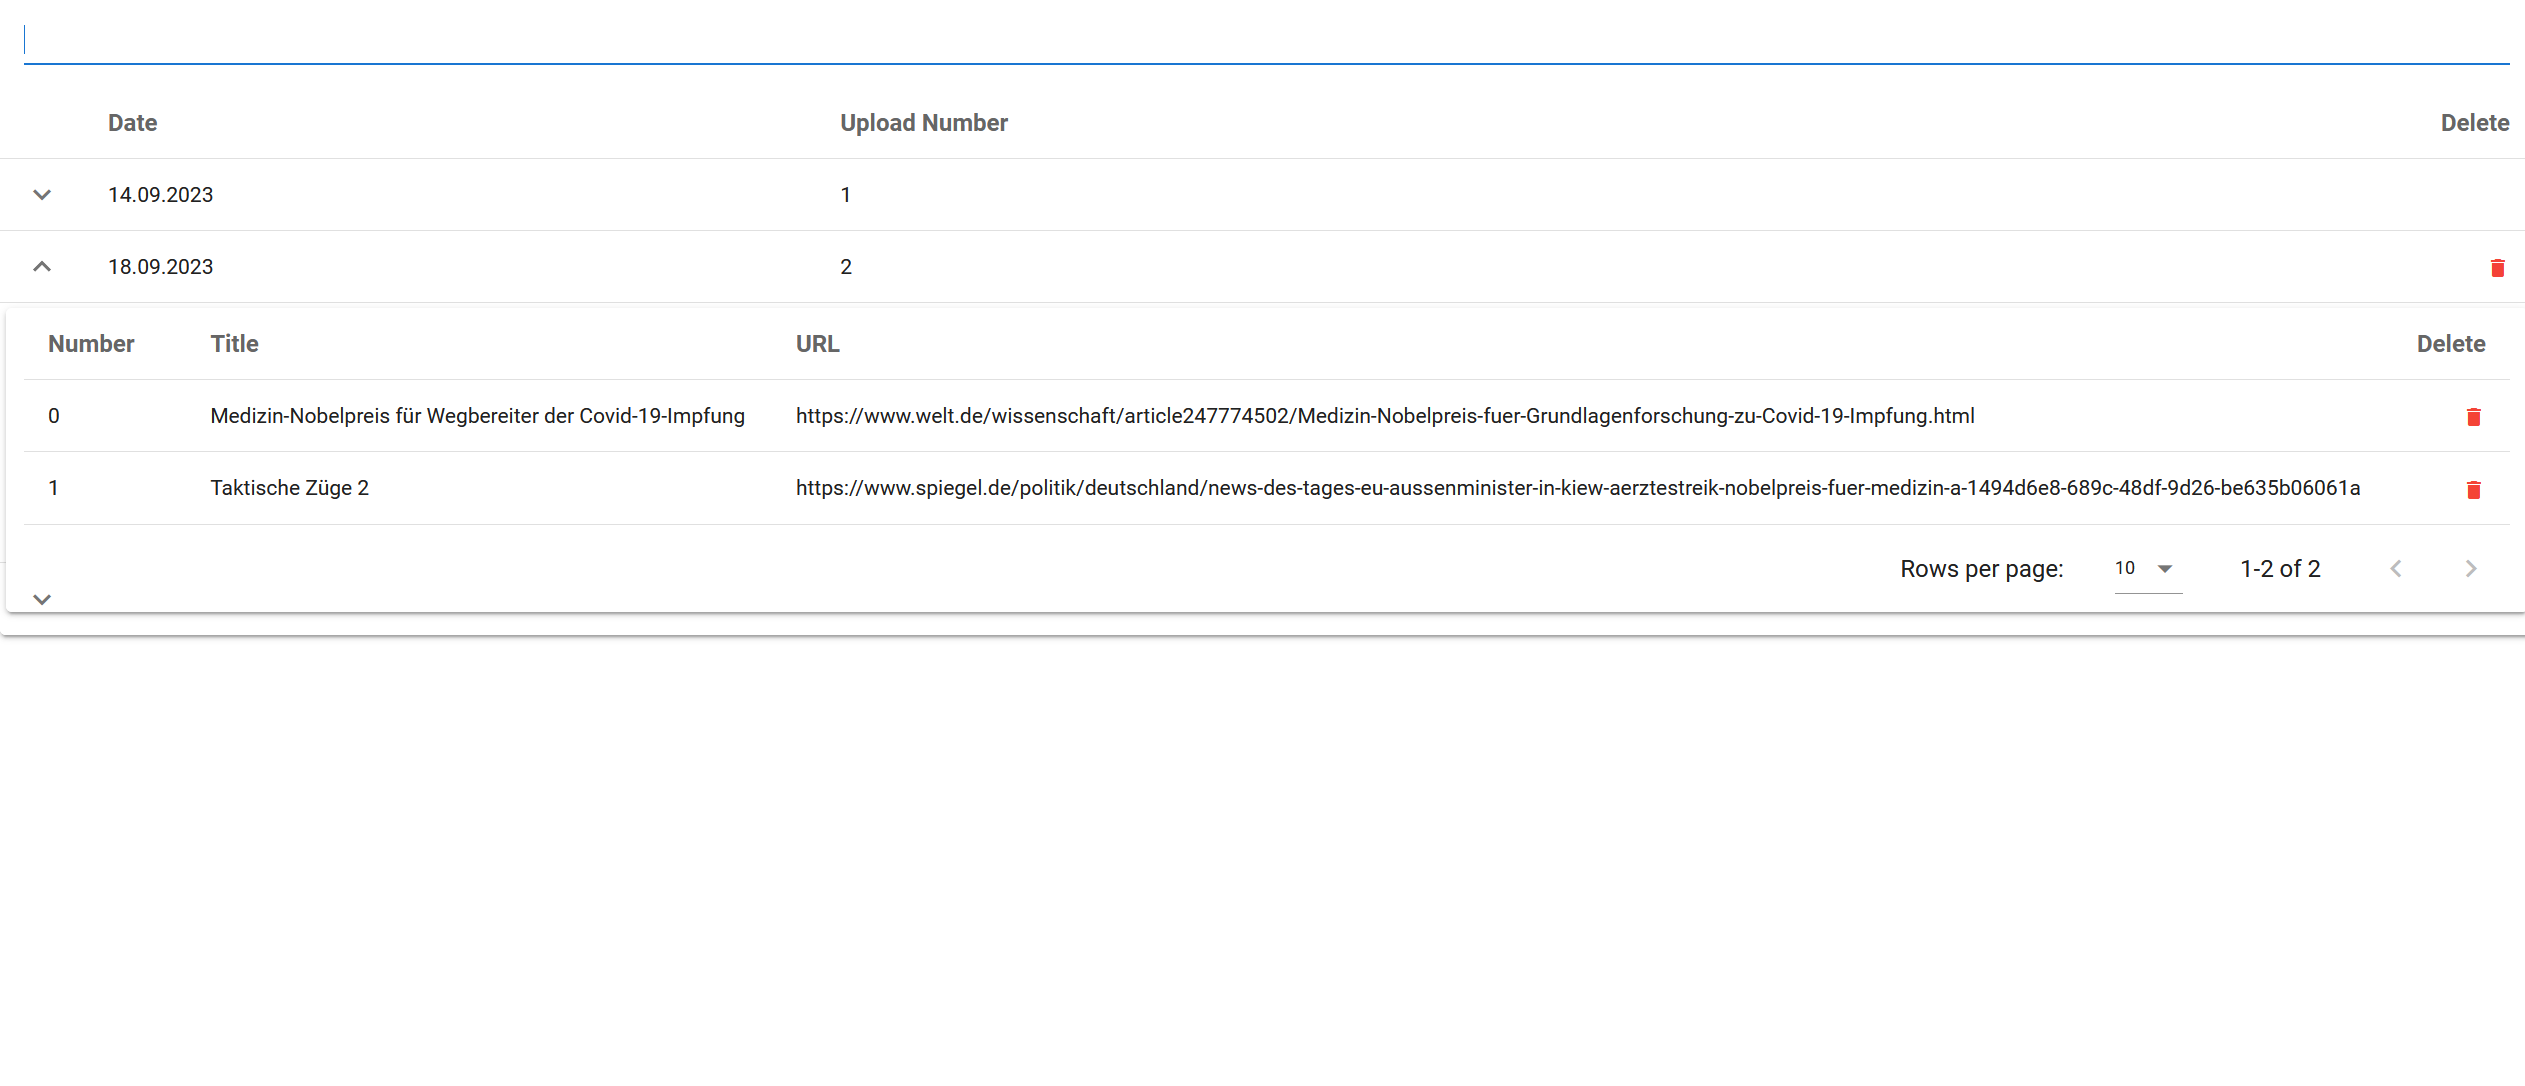 Date Upload Number Delete
14.09.2023 1
18.09.2023 2
Number Title URL Delete
0 Medizin-Nobelpreis für Wegbereiter der Covid-19-Impfung https://www.welt.de/wissenschaft/article247774502/Medizin-Nobelpreis-fuer-Grundlagenforschung-zu-Covid-19-Impfung.html
1 Taktische Züge 2 https://www.spiegel.de/politik/deutschland/news-des-tages-eu-aussenminister-in-kiew-aerztestreik-nobelpreis-fuer-medizin-a-1494d6e8-689c-48df-9d26-be635b06061a
Rows per page: 10 1-2 of 2